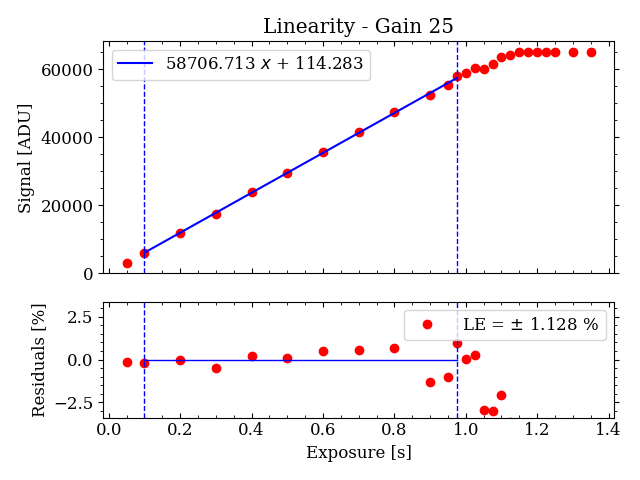 Linearity - Gain 25
58706.713 x + 114.283
Signal [ADU]
60000
40000
20000
0
LE = ± 1.128 %
Residuals [%]
2.5
0.0
−2.5
0.0 0.2 0.4 0.6 0.8 1.0 1.2 1.4
Exposure [s]